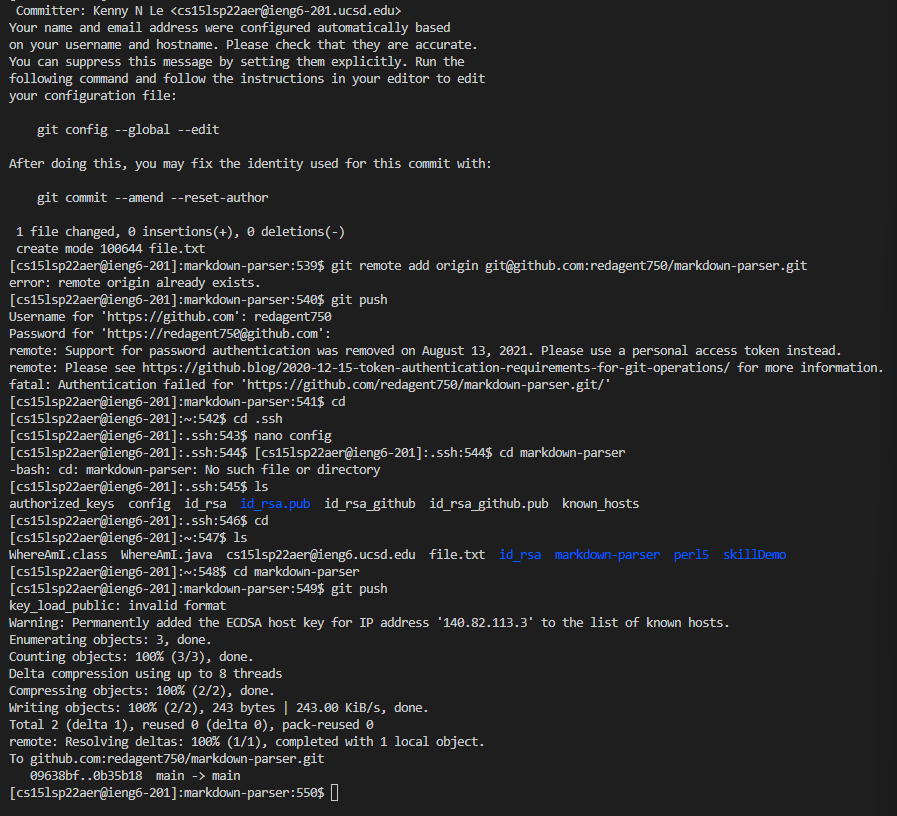 Committer: Kenny N Le <cs15lsp22aer@ieng6-201.ucsd.edu>
Your name and email address were configured automatically based
on your username and hostname. Please check that they are accurate.
You can suppress this message by setting them explicitly. Run the
following command and follow the instructions in your editor to edit
your configuration file:
git config --global --edit
After doing this, you may fix the identity used for this commit with:
git commit --amend --reset-author
1 file changed, 0 insertions(+), 0 deletions(-)
create mode 100644 file.txt
[cs15lsp22aer@ieng6-201]:markdown-parser:539$ git remote add origin git@github.com:redagent750/markdown-parser.git
error: remote origin already exists.
[cs15lsp22aer@ieng6-201]:markdown-parser:540$ git push
Username for 'https://github.com': redagent750
Password for 'https://redagent750@github.com':
remote: Support for password authentication was removed on August 13, 2021. Please use a personal access token instead.
remote: Please see https://github.blog/2020-12-15-token-authentication-requirements-for-git-operations/ for more information.
fatal: Authentication failed for 'https://github.com/redagent750/markdown-parser.git/'
[cs15lsp22aer@ieng6-201]:markdown-parser:541$ cd
[cs15lsp22aer@ieng6-201]:~:542$ cd .ssh
[cs15lsp22aer@ieng6-201]:.ssh:543$ nano config
[cs15lsp22aer@ieng6-201]:.ssh:544$ [cs15lsp22aer@ieng6-201]:.ssh:544$ cd markdown-parser
-bash: cd: markdown-parser: No such file or directory
[cs15lsp22aer@ieng6-201]:.ssh:545$ ls
authorized_keys  config  id_rsa  id_rsa.pub  id_rsa_github  id_rsa_github.pub  known_hosts
[cs15lsp22aer@ieng6-201]:.ssh:546$ cd
[cs15lsp22aer@ieng6-201]:~:547$ ls
WhereAmI.class  WhereAmI.java  cs15lsp22aer@ieng6.ucsd.edu  file.txt  id_rsa  markdown-parser  perl5  skillDemo
[cs15lsp22aer@ieng6-201]:~:548$ cd markdown-parser
[cs15lsp22aer@ieng6-201]:markdown-parser:549$ git push
key_load_public: invalid format
Warning: Permanently added the ECDSA host key for IP address '140.82.113.3' to the list of known hosts.
Enumerating objects: 3, done.
Counting objects: 100% (3/3), done.
Delta compression using up to 8 threads
Compressing objects: 100% (2/2), done.
Writing objects: 100% (2/2), 243 bytes | 243.00 KiB/s, done.
Total 2 (delta 1), reused 0 (delta 0), pack-reused 0
remote: Resolving deltas: 100% (1/1), completed with 1 local object.
To github.com:redagent750/markdown-parser.git
09638bf..0b35b18  main -> main
[cs15lsp22aer@ieng6-201]:markdown-parser:550$